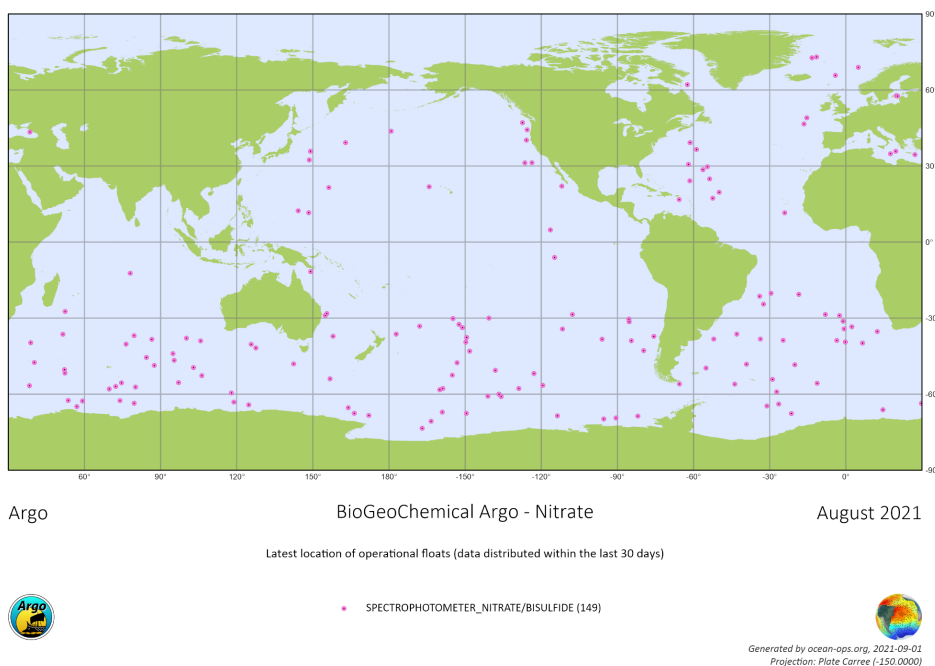 90°
60°
30°
0°
-30°
-60°
-90°
60°
90°
120°
150°
180°
-150°
-120°
-90°
-60°
-30°
0°
Argo
BioGeoChemical Argo - Nitrate
August 2021
Latest location of operational floats (data distributed within the last 30 days)
Argo
SPECTROPHOTOMETER_NITRATE/BISULFIDE (149)
Generated by ocean-ops.org, 2021-09-01
Projection: Plate Carree (-150.0000)